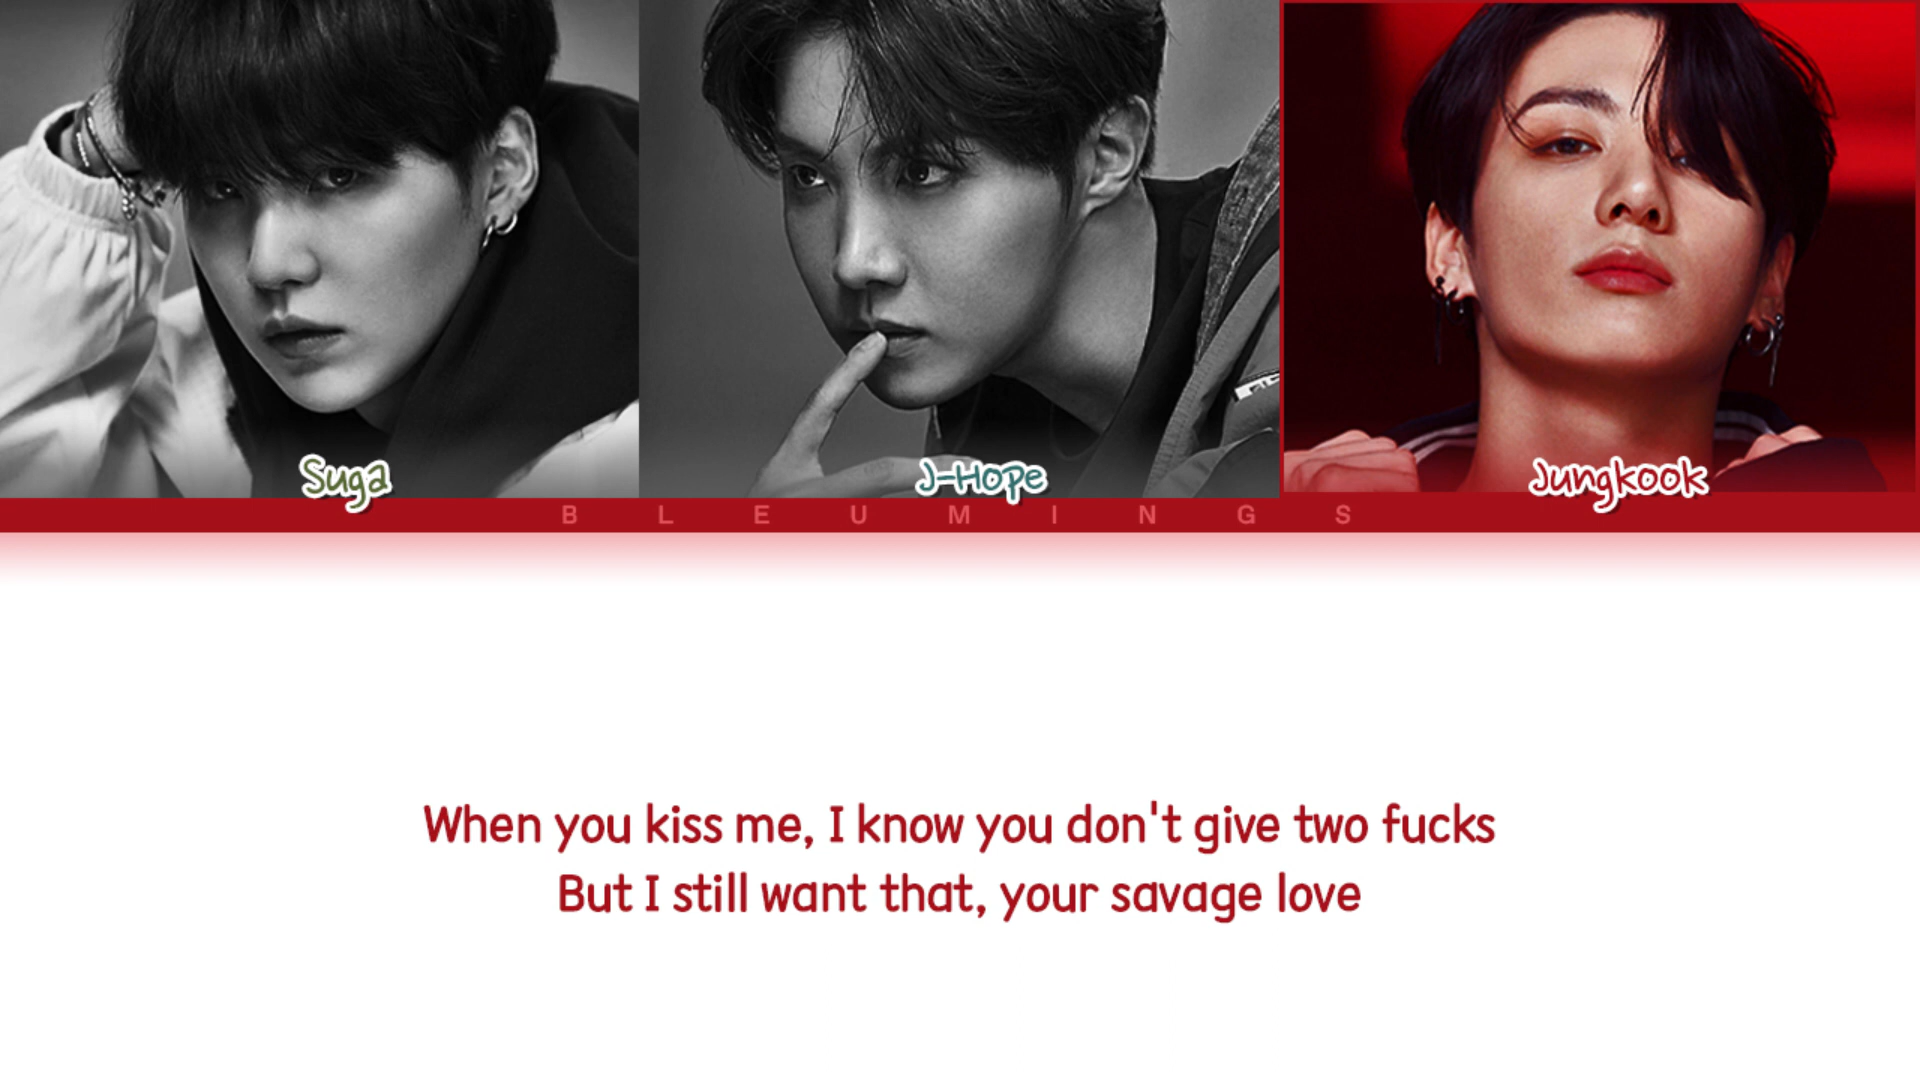 Suga
J-Hope
Jungkook
BLEUMINGS
When you kiss me, I know you don't give two fucks
But I still want that, your savage love